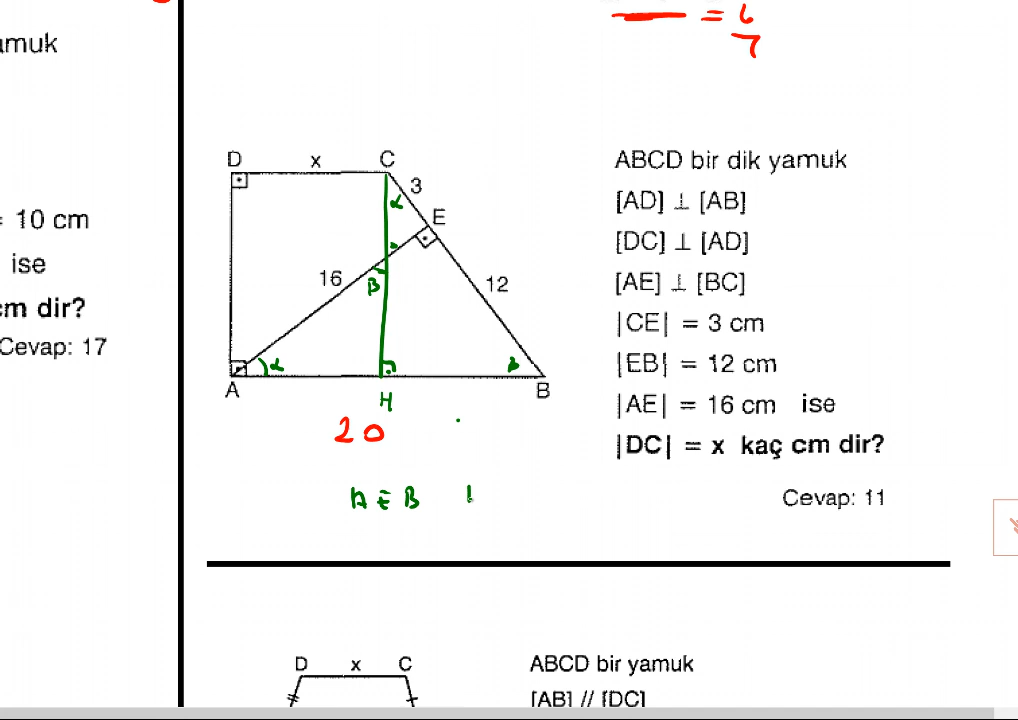 amuk
= 6
7
= 10 cm
ise
cm dir?
Cevap: 17
D x C
3
E
16
12
β
α
α
A
H
B
20
A E B
ABCD bir dik yamuk
[AD] ⊥ [AB]
[DC] ⊥ [AD]
[AE] ⊥ [BC]
|CE| = 3 cm
|EB| = 12 cm
|AE| = 16 cm ise
|DC| = x kaç cm dir?
Cevap: 11
D x C
ABCD bir yamuk
[AB] // [DC]